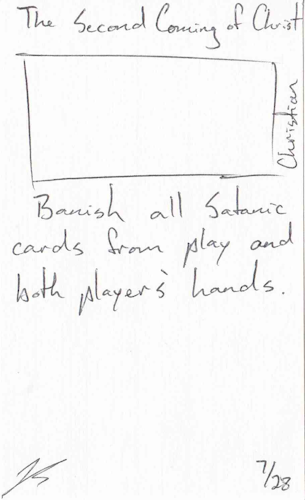 The Second Coming of Christ
Christian
Banish all Satanic
cards from play and
both player's hands.
7/28